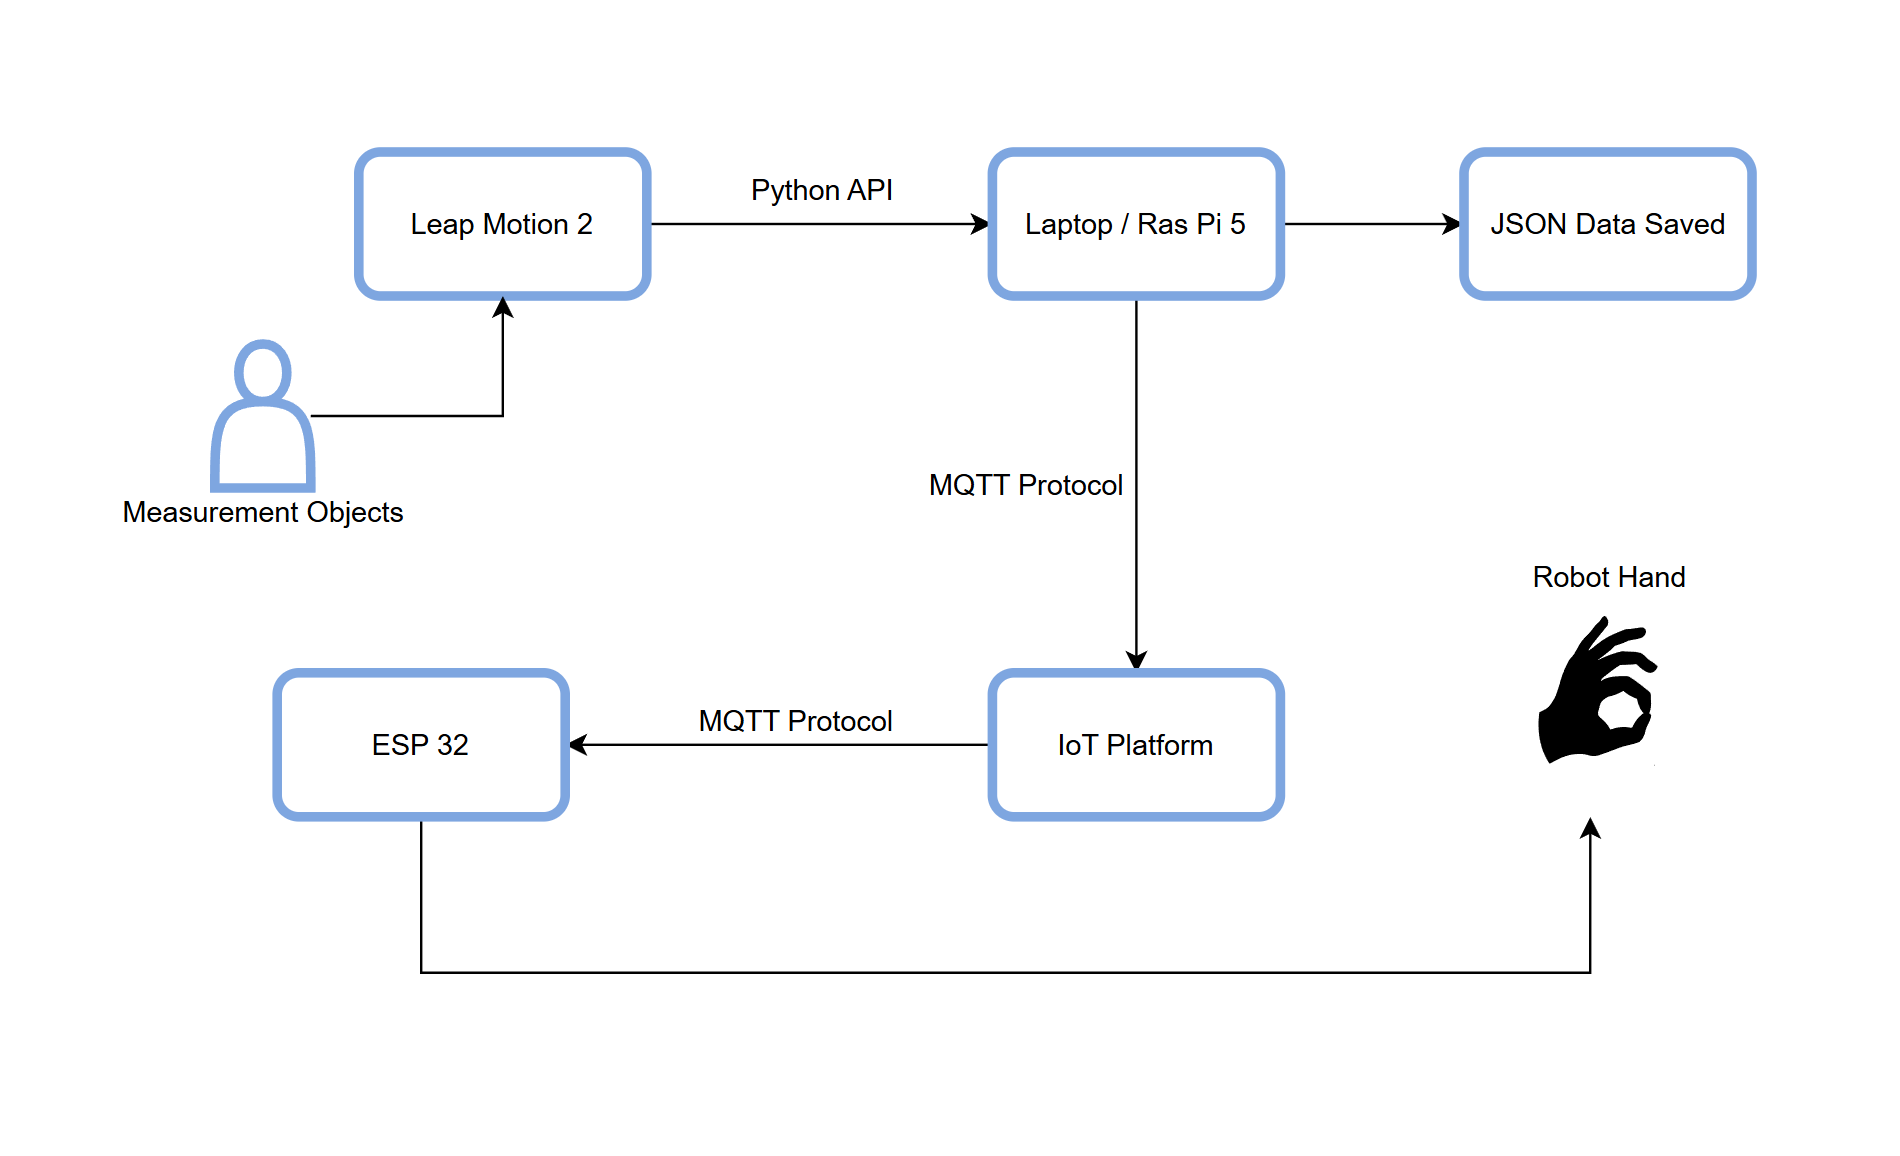 Python API
Leap Motion 2
Laptop / Ras Pi 5
JSON Data Saved
MQTT Protocol
Measurement Objects
Robot Hand
MQTT Protocol
ESP 32
IoT Platform